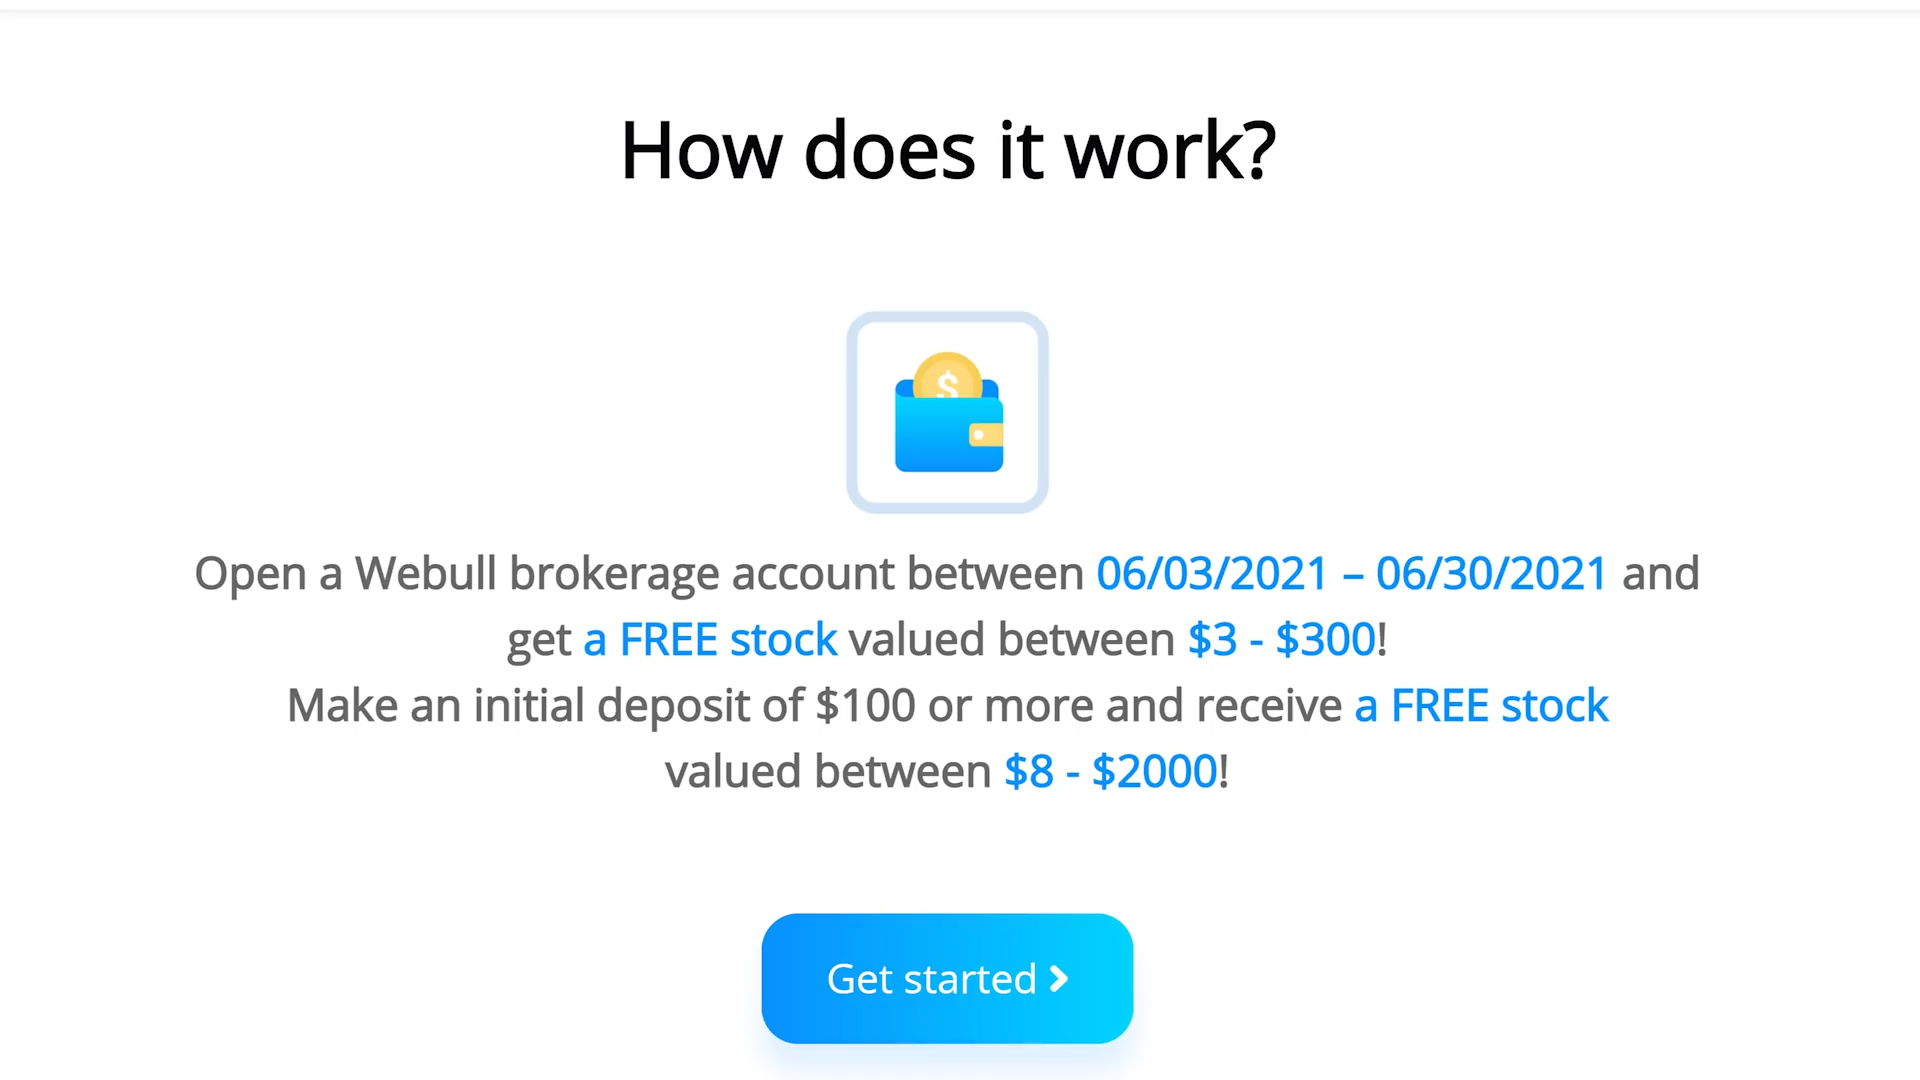 How does it work?
$
Open a Webull brokerage account between 06/03/2021 – 06/30/2021 and
get a FREE stock valued between $3 - $300!
Make an initial deposit of $100 or more and receive a FREE stock
valued between $8 - $2000!
Get started